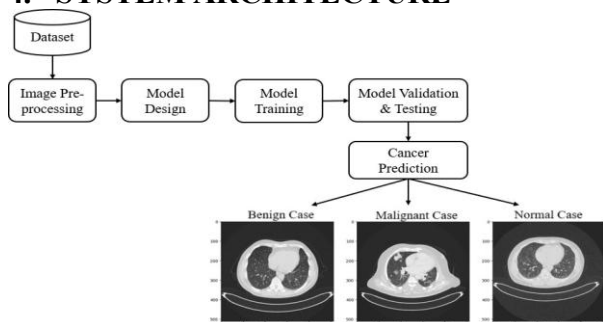 4. SYSTEM ARCHITECTURE
Dataset
Image Pre-
processing
Model
Design
Model
Training
Model Validation
& Testing
Cancer
Prediction
Benign Case
Malignant Case
Normal Case